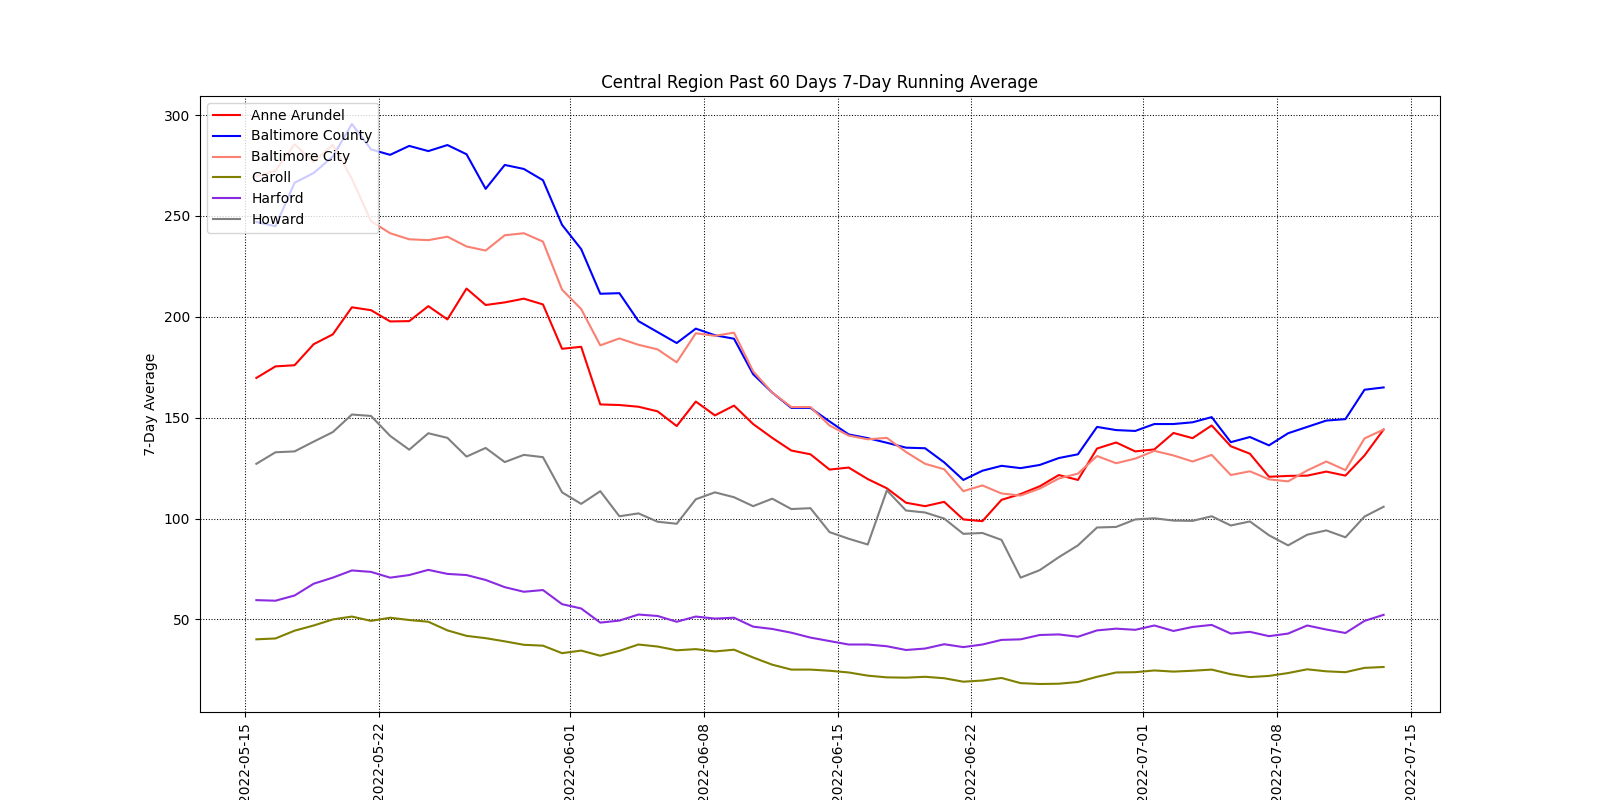 Central Region Past 60 Days 7-Day Running Average
Anne Arundel
Baltimore County
Baltimore City
Caroll
Harford
Howard
300
250
200
150
100
50
7-Day Average
2022-05-15
2022-05-22
2022-06-01
2022-06-08
2022-06-15
2022-06-22
2022-07-01
2022-07-08
2022-07-15